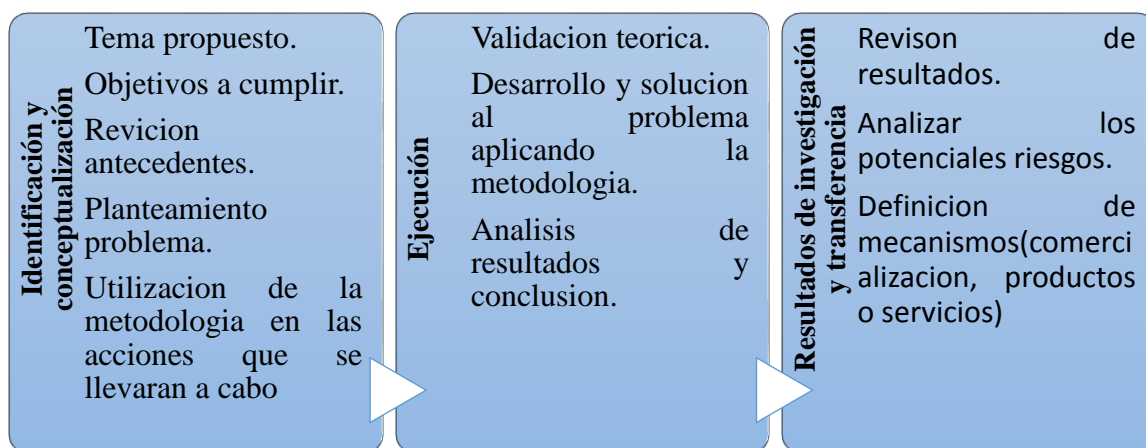 Identificación y
conceptualización
Tema propuesto.
Objetivos a cumplir.
Revicion
antecedentes.
Planteamiento
problema.
Utilizacion de la
metodologia en las
acciones que se
llevaran a cabo
Ejecución
Validacion teorica.
Desarrollo y solucion
al problema
aplicando la
metodologia.
Analisis de
resultados y
conclusion.
Resultados de investigación
y transferencia
Revison de
resultados.
Analizar los
potenciales riesgos.
Definicion de
mecanismos(comerci
alizacion, productos
o servicios)